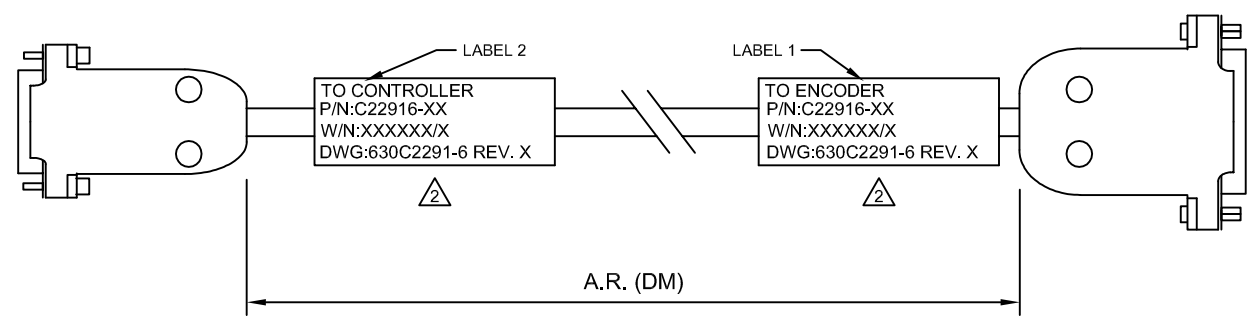 LABEL 2
LABEL 1
TO CONTROLLER
P/N:C22916-XX
W/N:XXXXXX/X
DWG:630C2291-6 REV. X
TO ENCODER
P/N:C22916-XX
W/N:XXXXXX/X
DWG:630C2291-6 REV. X
2
2
A.R. (DM)